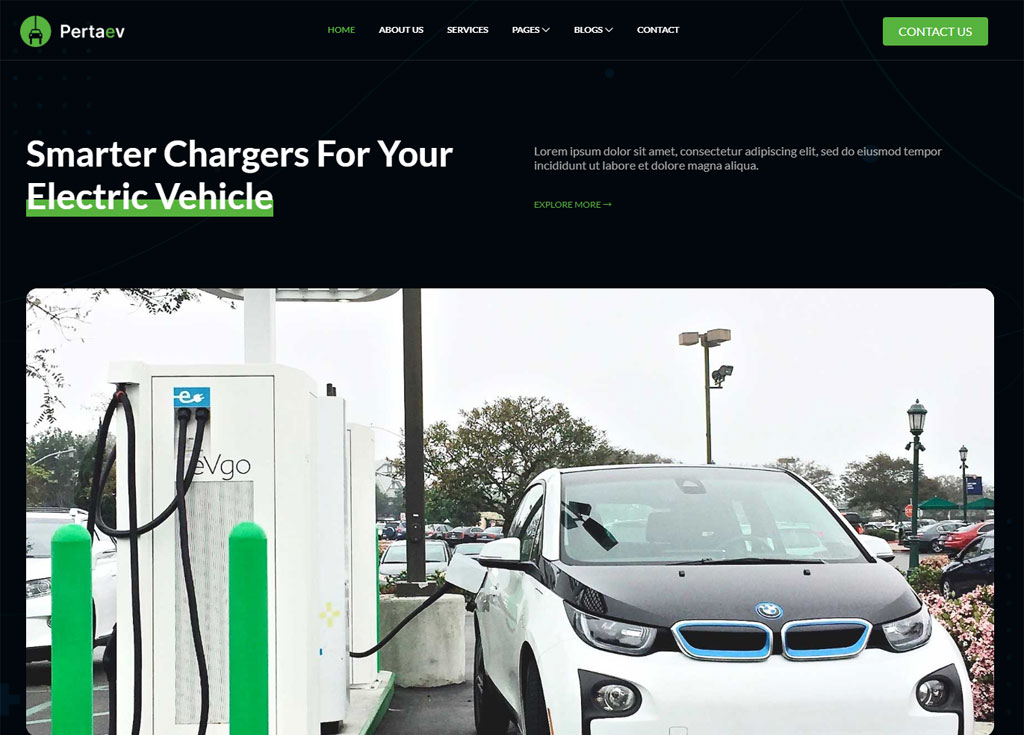 Pertaev
HOME
ABOUT US
SERVICES
PAGES
BLOGS
CONTACT
CONTACT US
Smarter Chargers For Your
Electric Vehicle
Lorem ipsum dolor sit amet, consectetur adipiscing elit, sed do eiusmod tempor
incididunt ut labore et dolore magna aliqua.
EXPLORE MORE →
e
eVgo